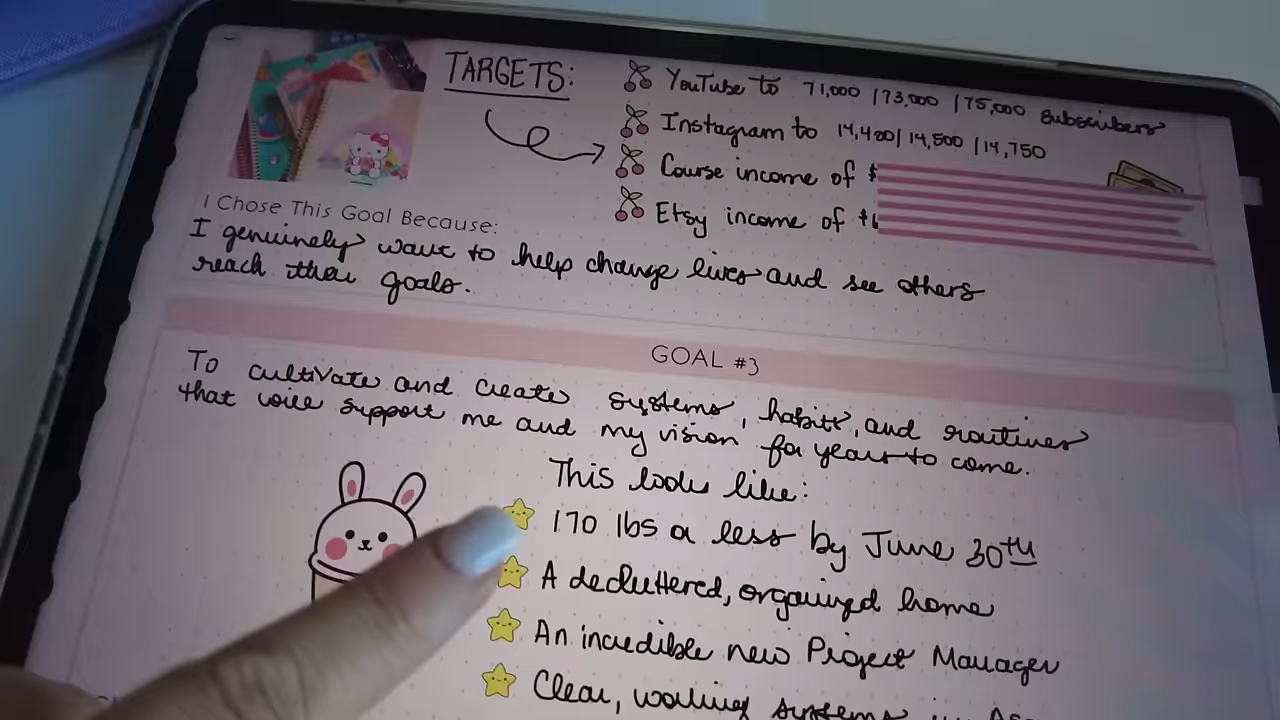 TARGETS:
YouTube to 71,000 / 73,000 / 75,000 subscribers
Instagram to 14,400 / 14,500 / 14,750
Course income of $
Etsy income of $
I Chose This Goal Because:
I genuinely want to help change lives and see others
reach their goals.
GOAL #3
To cultivate and create systems, habits, and routines
that will support me and my vision for years to come.
This looks like:
170 lbs or less by June 30th
A decluttered, organized home
An incredible new Project Manager
Clear, working systems in